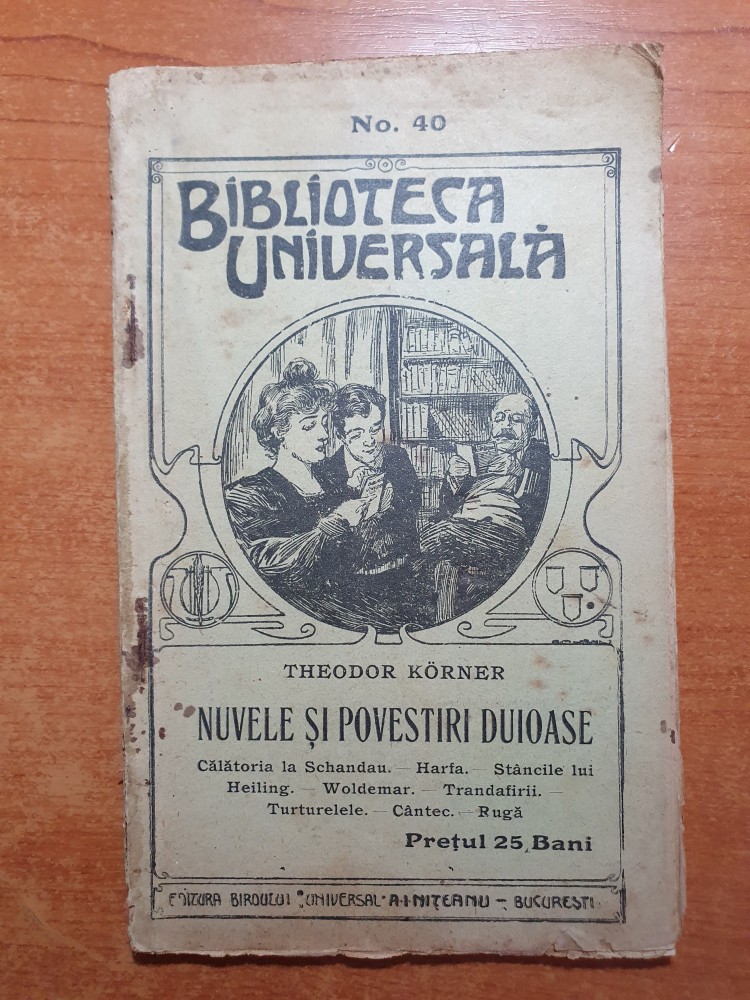 No. 40
BIBLIOTECA
UNIVERSALĂ
THEODOR KÖRNER
NUVELE ȘI POVESTIRI DUIOASE
Călătoria la Schandau. — Harfa. — Stâncile lui
Heiling. — Woldemar. — Trandafirii. —
Turturelele. — Cântec. — Rugă
Prețul 25 Bani
EDITURA BIROULUI "UNIVERSAL" A·I·NIȚEANU – BUCUREȘTI